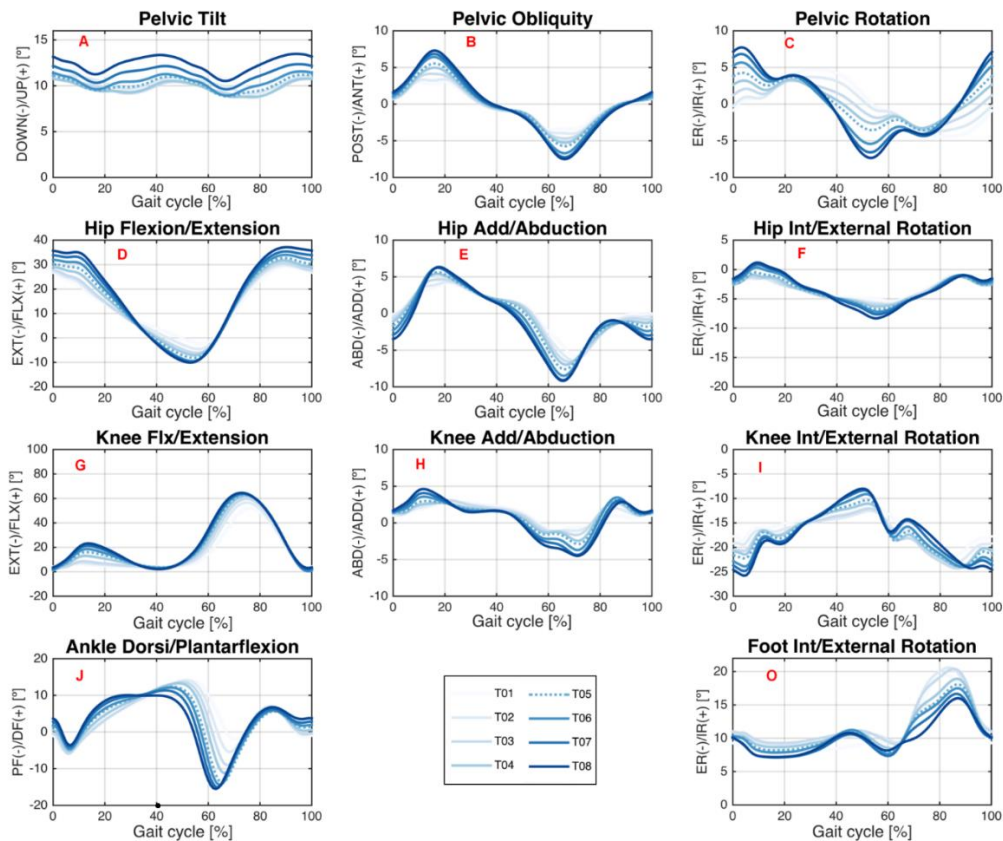 Pelvic Tilt
A
DOWN(-)/UP(+) [º]
15
10
5
0
0 20 40 60 80 100
Gait cycle [%]
Pelvic Obliquity
B
POST(-)/ANT(+) [º]
10
5
0
-5
-10
0 20 40 60 80 100
Gait cycle [%]
Pelvic Rotation
C
ER(-)/IR(+) [º]
10
5
0
-5
-10
0 20 40 60 80 100
Gait cycle [%]
Hip Flexion/Extension
D
EXT(-)/FLX(+) [º]
40
30
20
10
0
-10
-20
0 20 40 60 80 100
Gait cycle [%]
Hip Add/Abduction
E
ABD(-)/ADD(+) [º]
10
5
0
-5
-10
0 20 40 60 80 100
Gait cycle [%]
Hip Int/External Rotation
F
ER(-)/IR(+) [º]
5
0
-5
-10
-15
-20
0 20 40 60 80 100
Gait cycle [%]
Knee Flx/Extension
G
EXT(-)/FLX(+) [º]
100
80
60
40
20
0
-20
0 20 40 60 80 100
Gait cycle [%]
Knee Add/Abduction
H
ABD(-)/ADD(+) [º]
10
5
0
-5
-10
0 20 40 60 80 100
Gait cycle [%]
Knee Int/External Rotation
I
ER(-)/IR(+) [º]
0
-5
-10
-15
-20
-25
-30
0 20 40 60 80 100
Gait cycle [%]
Ankle Dorsi/Plantarflexion
J
PF(-)/DF(+) [º]
20
10
0
-10
-20
0 20 40 60 80 100
Gait cycle [%]
T01 T05
T02 T06
T03 T07
T04 T08
Foot Int/External Rotation
O
ER(-)/IR(+) [º]
20
15
10
5
0
0 20 40 60 80 100
Gait cycle [%]